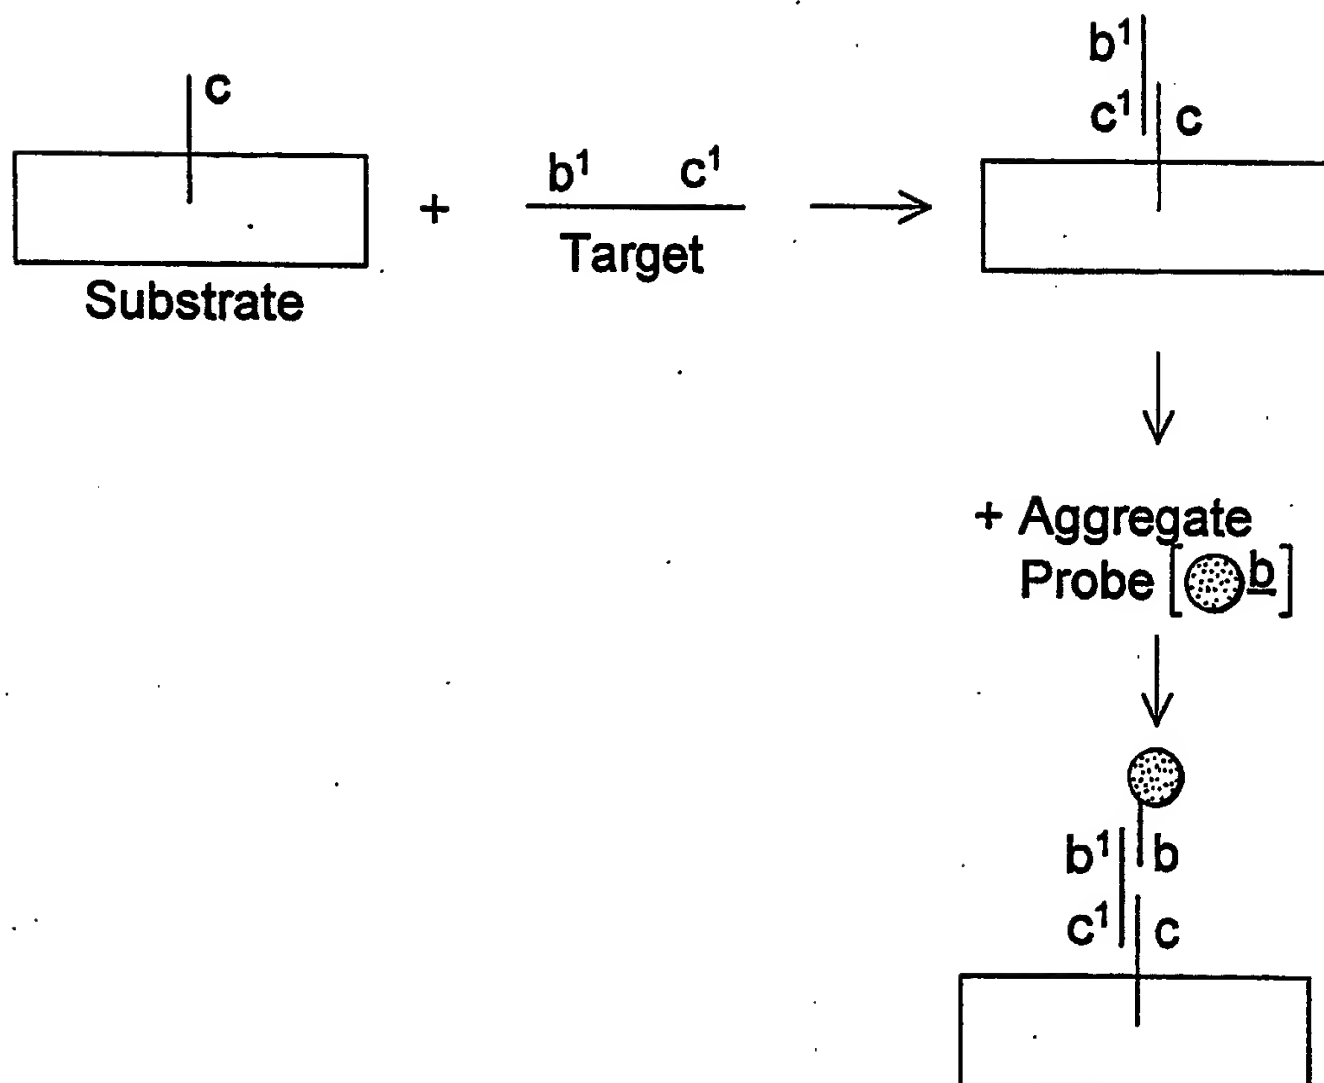 c
Substrate
+
b¹ c¹
Target
b¹
c¹ c
+ Aggregate
Probe [ b]
b¹ b
c¹ c